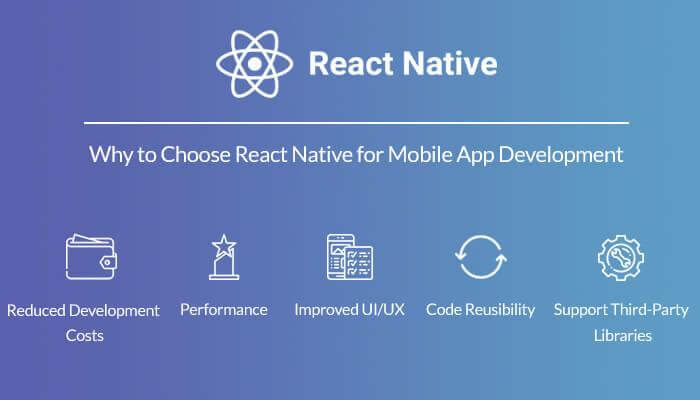 React Native
Why to Choose React Native for Mobile App Development
Reduced Development
Costs
Performance
Improved UI/UX
Code Reusibility
Support Third-Party
Libraries